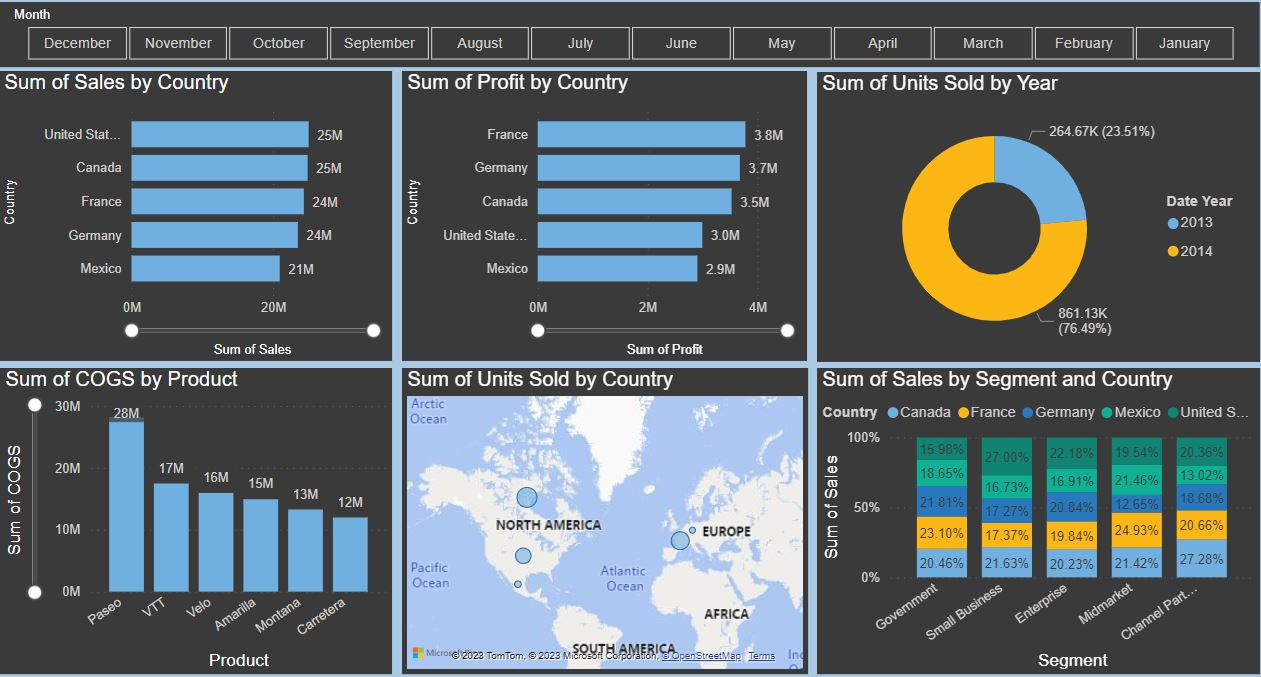 Month
December November October September August July June May April March February January
Sum of Sales by Country
Country
United Stat... 25M
Canada 25M
France 24M
Germany 24M
Mexico 21M
0M 20M
Sum of Sales
Sum of Profit by Country
Country
France 3.8M
Germany 3.7M
Canada 3.5M
United State... 3.0M
Mexico 2.9M
0M 2M 4M
Sum of Profit
Sum of Units Sold by Year
264.67K (23.51%)
861.13K
(76.49%)
Date Year
2013
2014
Sum of COGS by Product
Sum of COGS
30M
20M
10M
0M
28M 17M 16M 15M 13M 12M
Paseo VTT Velo Amarilla Montana Carretera
Product
Sum of Units Sold by Country
Arctic
Ocean
NORTH AMERICA
EUROPE
Pacific
Ocean
Atlantic
Ocean
AFRICA
SOUTH AMERICA
© 2023 TomTom, © 2023 Microsoft Corporation, © OpenStreetMap Terms
Sum of Sales by Segment and Country
Country Canada France Germany Mexico United S...
Sum of Sales
100%
50%
0%
15.98% 27.00% 22.18% 19.54% 20.36%
18.65% 16.73% 16.91% 21.46% 13.02%
21.81% 17.27% 20.84% 12.65% 18.68%
23.10% 17.37% 19.84% 24.93% 20.66%
20.46% 21.63% 20.23% 21.42% 27.28%
Government Small Business Enterprise Midmarket Channel Part...
Segment